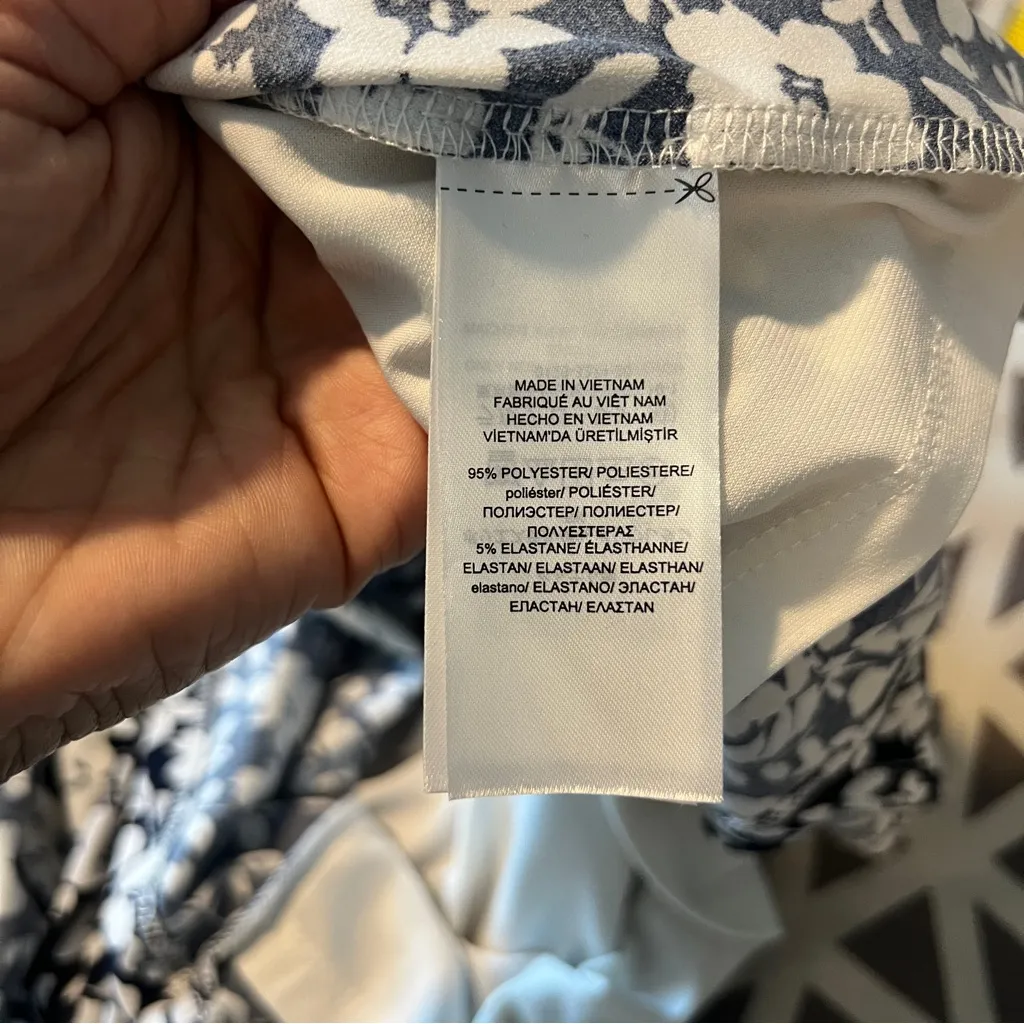 MADE IN VIETNAM
FABRIQUÉ AU VIÊT NAM
HECHO EN VIETNAM
VİETNAM'DA ÜRETİLMİŞTİR
95% POLYESTER/ POLIESTERE/
poliéster/ POLIÉSTER/
ПОЛИЭСТЕР/ ПОЛИЕСТЕР/
ΠΟΛΥΕΣΤΕΡΑΣ
5% ELASTANE/ ÉLASTHANNE/
ELASTAN/ ELASTAAN/ ELASTHAN/
elastano/ ELASTANO/ ЭЛАСТАН/
ЕЛАСТАН/ ΕΛΑΣΤΑΝ